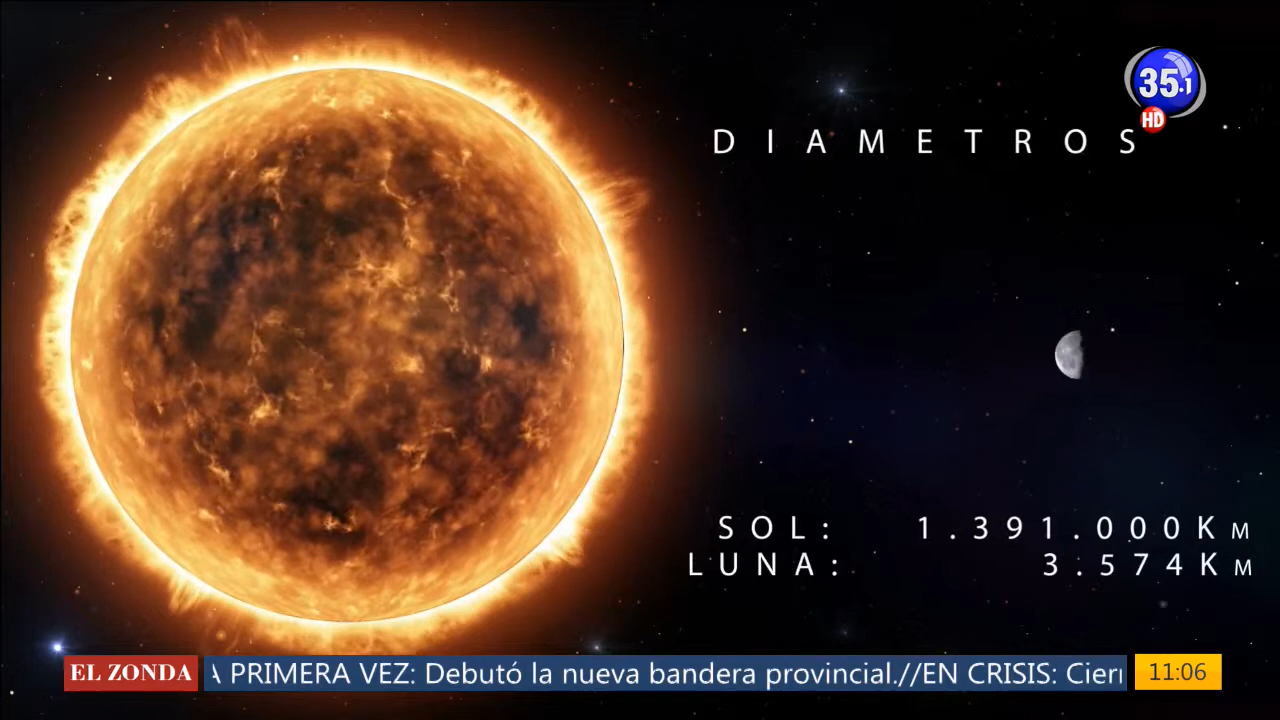 35.1
HD
DIAMETROS
SOL: 1.391.000KM
LUNA: 3.574KM
EL ZONDA
A PRIMERA VEZ: Debutó la nueva bandera provincial.//EN CRISIS:
11:06